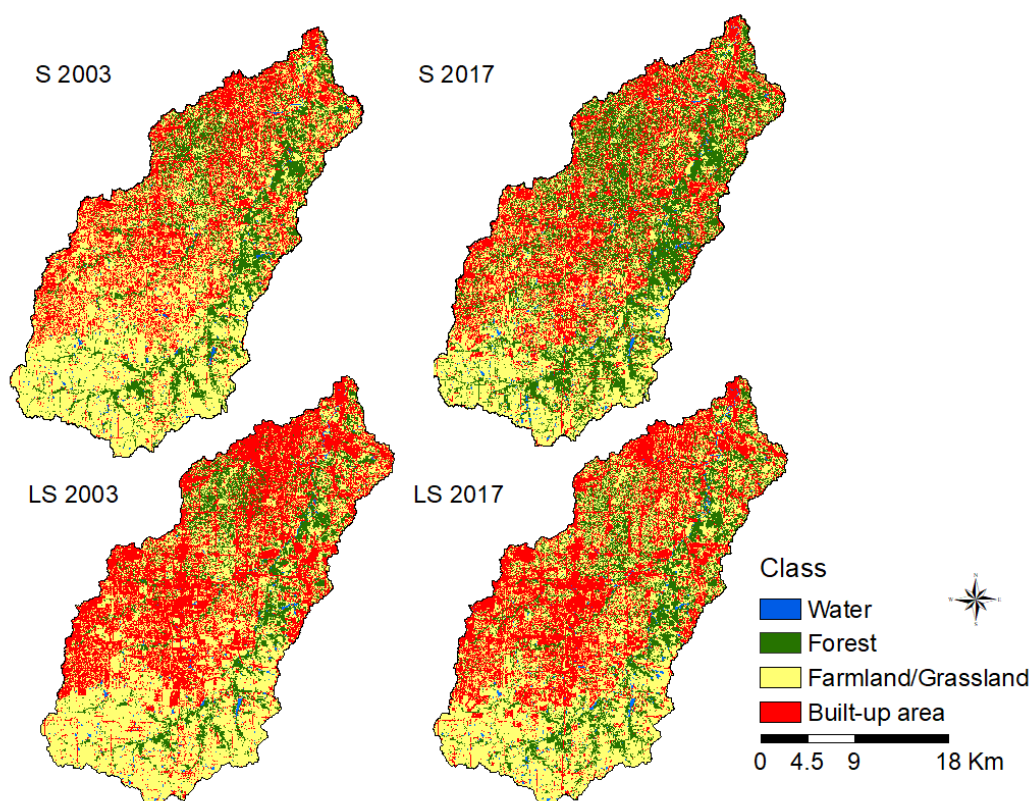 S 2003
S 2017
LS 2003
LS 2017
Class
Water
Forest
Farmland/Grassland
Built-up area
N
W
E
S
0 4.5 9 18 Km